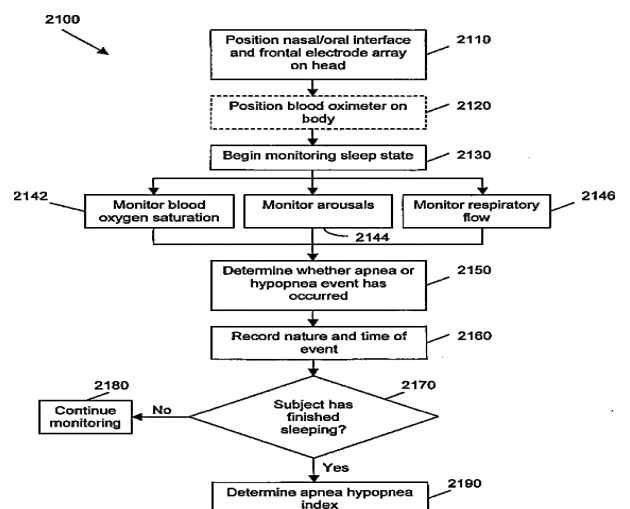 2100
Position nasal/oral interface
and frontal electrode array
on head
2110
Position blood oximeter on
body
2120
Begin monitoring sleep state
2130
2142
Monitor blood
oxygen saturation
Monitor arousals
2144
Monitor respiratory
flow
2146
Determine whether apnea or
hypopnea event has
occurred
2150
Record nature and time of
event
2160
2170
Subject has
finished
sleeping?
2180
Continue
monitoring
No
Yes
Determine apnea hypopnea
index
2190